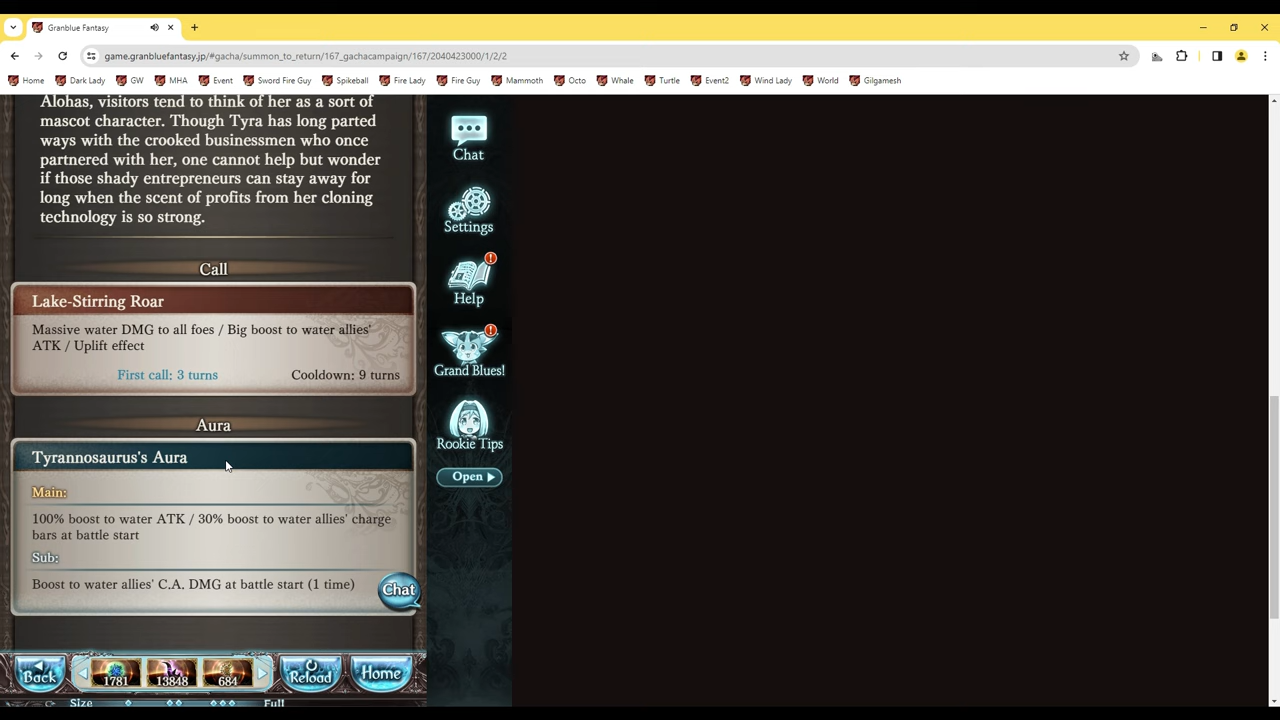 Granblue Fantasy
game.granbluefantasy.jp/#gacha/summon_to_return/167_gachacampaign/167/2040423000/1/2/2
Home Dark Lady GW MHA Event Sword Fire Guy Spikeball Fire Lady Fire Guy Mammoth Octo Whale Turtle Event2 Wind Lady World Gilgamesh
Alohas, visitors tend to think of her as a sort of
mascot character. Though Tyra has long parted
ways with the crooked businessmen who once
partnered with her, one cannot help but wonder
if those shady entrepreneurs can stay away for
long when the scent of profits from her cloning
technology is so strong.
Call
Lake-Stirring Roar
Massive water DMG to all foes / Big boost to water allies'
ATK / Uplift effect
First call: 3 turns Cooldown: 9 turns
Aura
Tyrannosaurus's Aura
Main:
100% boost to water ATK / 30% boost to water allies' charge
bars at battle start
Sub:
Boost to water allies' C.A. DMG at battle start (1 time)
Chat
Back 1781 13848 684 Reload Home
Size Full
Chat
Settings
Help
Grand Blues!
Rookie Tips
Open